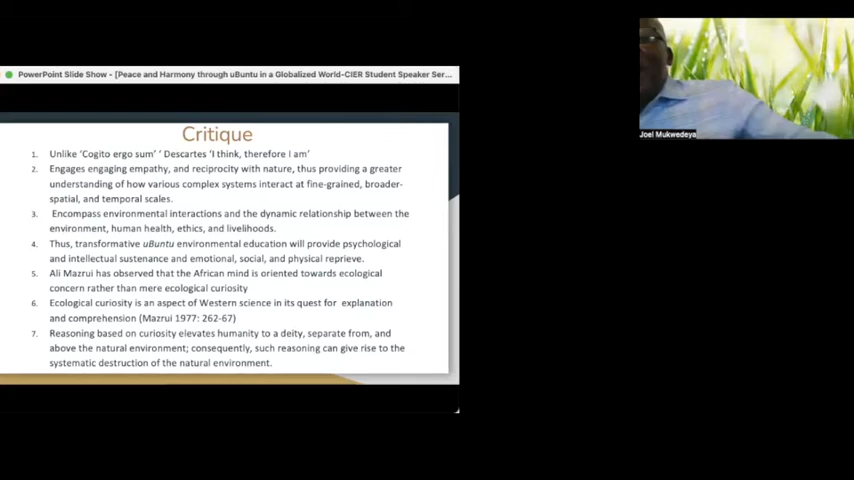 PowerPoint Slide Show - [Peace and Harmony through uBuntu in a Globalized World-CIER Student Speaker Ser...
Critique
1. Unlike 'Cogito ergo sum' ' Descartes 'I think, therefore I am'
2. Engages engaging empathy, and reciprocity with nature, thus providing a greater
understanding of how various complex systems interact at fine-grained, broader-
spatial, and temporal scales.
3. Encompass environmental interactions and the dynamic relationship between the
environment, human health, ethics, and livelihoods.
4. Thus, transformative uBuntu environmental education will provide psychological
and intellectual sustenance and emotional, social, and physical reprieve.
5. Ali Mazrui has observed that the African mind is oriented towards ecological
concern rather than mere ecological curiosity
6. Ecological curiosity is an aspect of Western science in its quest for explanation
and comprehension (Mazrui 1977: 262-67)
7. Reasoning based on curiosity elevates humanity to a deity, separate from, and
above the natural environment; consequently, such reasoning can give rise to the
systematic destruction of the natural environment.
Joel Mukwedeya